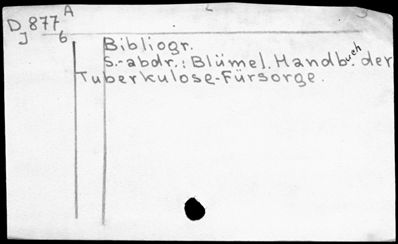 A
D 877
J 6
Bibliogr.
S.-abdr.: Blümel. Handbuch der
Tuberkulose-Fürsorge.